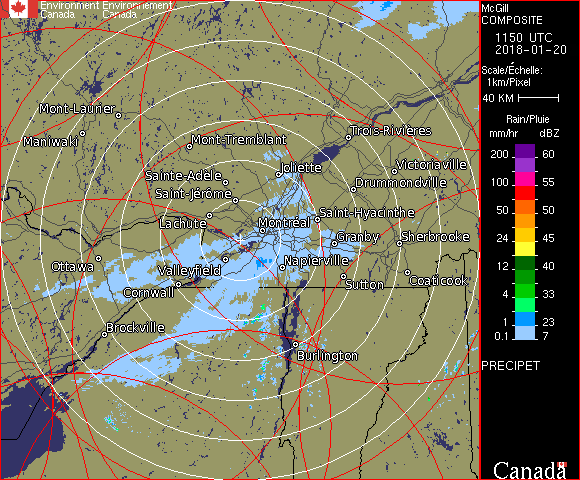 Environment Environnement
Canada Canada
McGill
COMPOSITE
1150 UTC
2018-01-20
Scale/Échelle:
1km/Pixel
40 KM
Rain/Pluie
mm/hr dBZ
200 60
100 55
50 50
24 45
12 40
4 33
1 23
0.1 7
PRECIPET
Canada
Mont-Laurier
Maniwaki
Mont-Tremblant
Trois-Rivières
Sainte-Adèle
Joliette
Victoriaville
Saint-Jérôme
Drummondville
Lachute
Saint-Hyacinthe
Montréal
Granby
Sherbrooke
Ottawa
Valleyfield
Napierville
Cornwall
Sutton
Coaticook
Brockville
Burlington